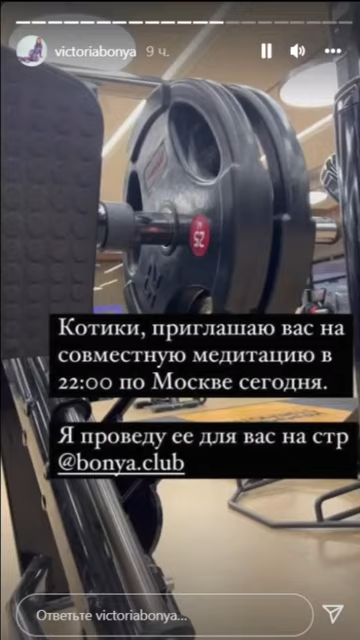 victoriabonya 9 ч.
25
Котики, приглашаю вас на
совместную медитацию в
22:00 по Москве сегодня.
Я проведу ее для вас на стр
@bonya.club
Ответьте victoriabonya...